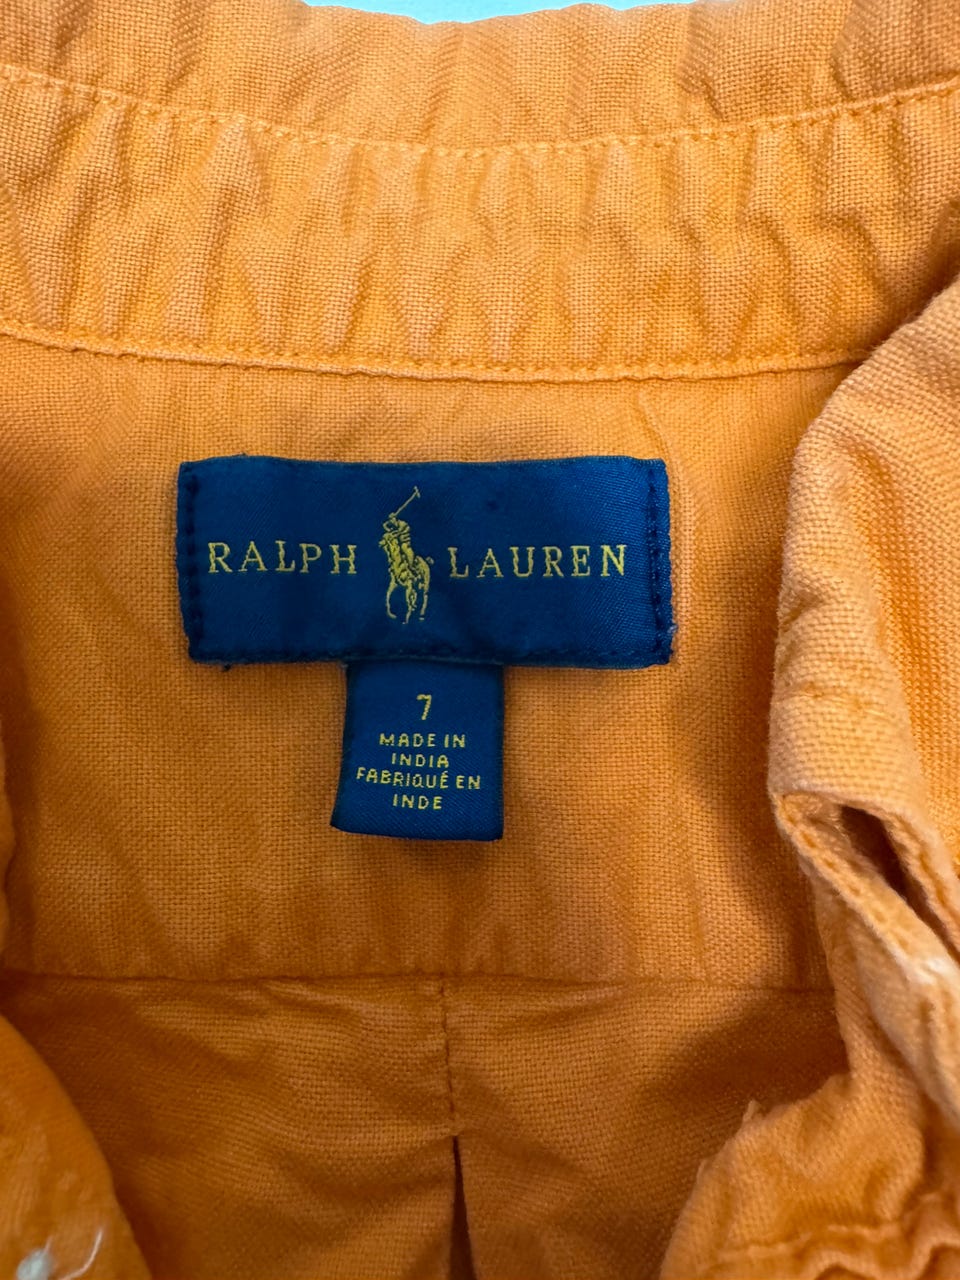 RALPH LAUREN
7
MADE IN
INDIA
FABRIQUÉ EN
INDE